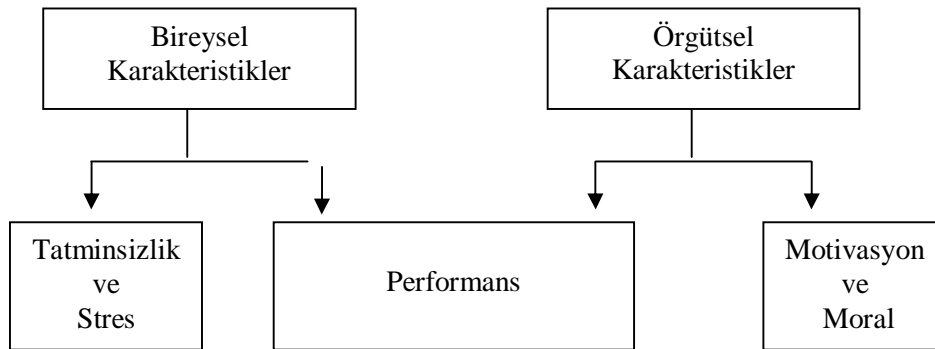 Bireysel
Karakteristikler
Örgütsel
Karakteristikler
Tatminsizlik
ve
Stres
Performans
Motivasyon
ve
Moral